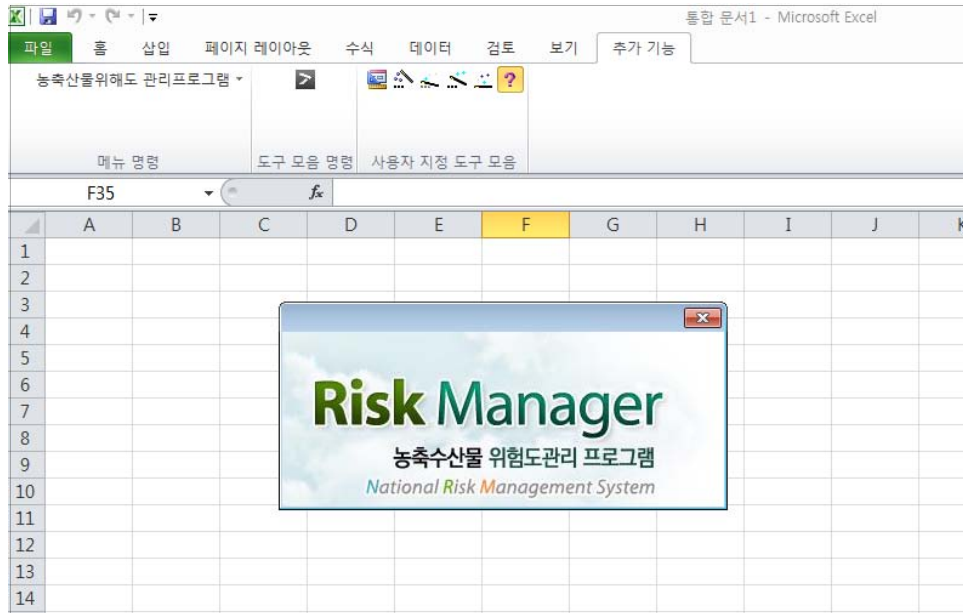 통합 문서1 - Microsoft Excel
파일 홈 삽입 페이지 레이아웃 수식 데이터 검토 보기 추가 기능
농축산물위해도 관리프로그램
메뉴 명령 도구 모음 명령 사용자 지정 도구 모음
F35 fx
A B C D E F G H I J K
1
2
3
4
5
6
7
8
9
10
11
12
13
14
Risk Manager
농축수산물 위험도관리 프로그램
National Risk Management System